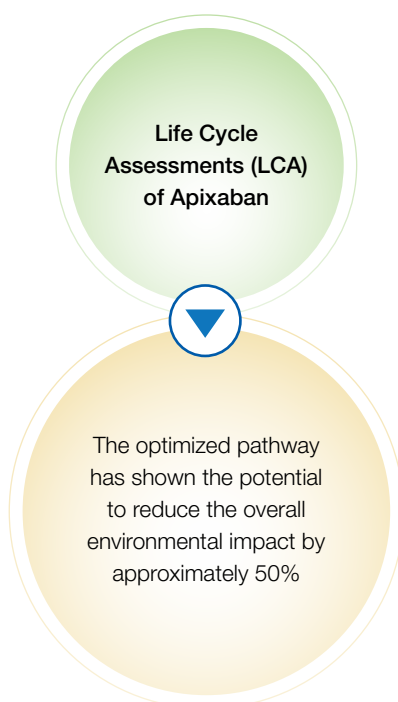 Life Cycle
Assessments (LCA)
of Apixaban
The optimized pathway
has shown the potential
to reduce the overall
environmental impact by
approximately 50%